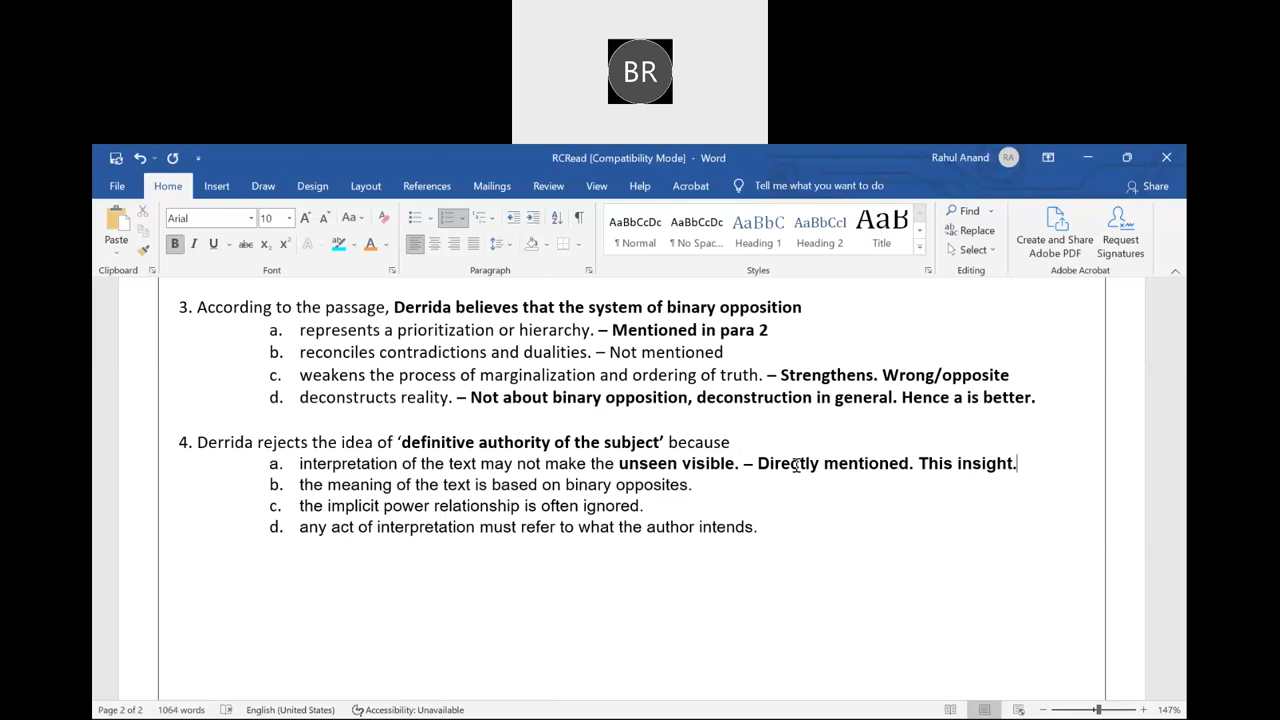 BR
RCRead [Compatibility Mode] - Word
Rahul Anand RA
File Home Insert Draw Design Layout References Mailings Review View Help Acrobat Tell me what you want to do Share
Paste
Arial 10
AaBbCcDc AaBbCcDc AaBbC AaBbCcI AaB
¶ Normal ¶ No Spac... Heading 1 Heading 2 Title
Find
Replace
Select
Create and Share Adobe PDF
Request Signatures
Clipboard Font Paragraph Styles Editing Adobe Acrobat
3. According to the passage, Derrida believes that the system of binary opposition
a. represents a prioritization or hierarchy. – Mentioned in para 2
b. reconciles contradictions and dualities. – Not mentioned
c. weakens the process of marginalization and ordering of truth. – Strengthens. Wrong/opposite
d. deconstructs reality. – Not about binary opposition, deconstruction in general. Hence a is better.
4. Derrida rejects the idea of ‘definitive authority of the subject’ because
a. interpretation of the text may not make the unseen visible. – Directly mentioned. This insight.
b. the meaning of the text is based on binary opposites.
c. the implicit power relationship is often ignored.
d. any act of interpretation must refer to what the author intends.
Page 2 of 2 1064 words English (United States) Accessibility: Unavailable 147%